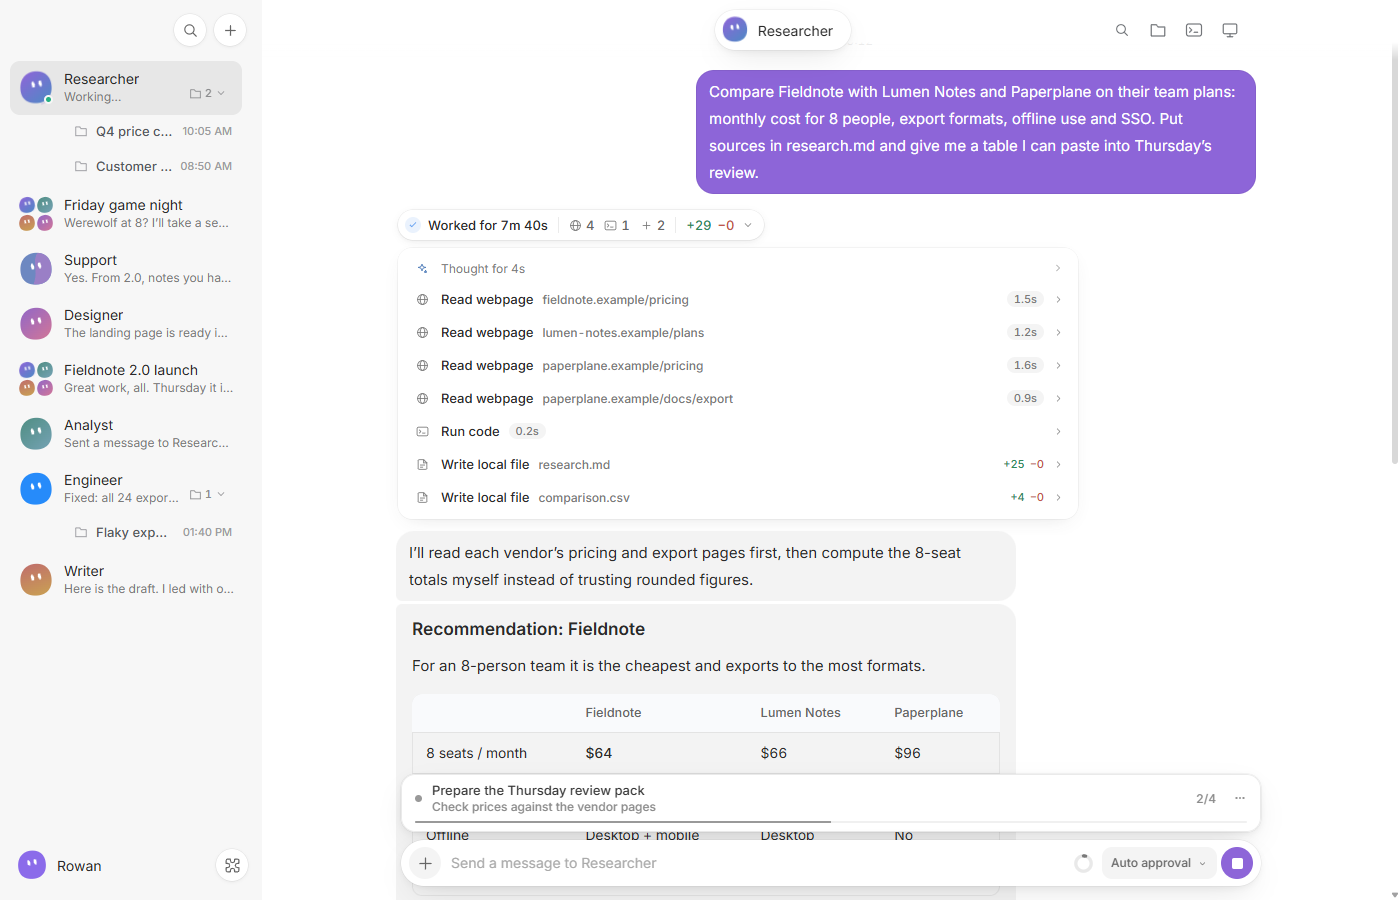 Researcher
Working...
2
Q4 price c... 10:05 AM
Customer ... 08:50 AM
Friday game night
Werewolf at 8? I’ll take a se...
Support
Yes. From 2.0, notes you ha...
Designer
The landing page is ready i...
Fieldnote 2.0 launch
Great work, all. Thursday it i...
Analyst
Sent a message to Researc...
Engineer
Fixed: all 24 expor... 1
Flaky exp... 01:40 PM
Writer
Here is the draft. I led with o...
Rowan
Researcher
Compare Fieldnote with Lumen Notes and Paperplane on their team plans:
monthly cost for 8 people, export formats, offline use and SSO. Put
sources in research.md and give me a table I can paste into Thursday’s
review.
Worked for 7m 40s 4 1 2 +29 −0
Thought for 4s
Read webpage fieldnote.example/pricing 1.5s
Read webpage lumen-notes.example/plans 1.2s
Read webpage paperplane.example/pricing 1.6s
Read webpage paperplane.example/docs/export 0.9s
Run code 0.2s
Write local file research.md +25 −0
Write local file comparison.csv +4 −0
I’ll read each vendor’s pricing and export pages first, then compute the 8-seat
totals myself instead of trusting rounded figures.
Recommendation: Fieldnote
For an 8-person team it is the cheapest and exports to the most formats.
Fieldnote Lumen Notes Paperplane
8 seats / month $64 $66 $96
Prepare the Thursday review pack
Check prices against the vendor pages
2/4
Offline Desktop + mobile Desktop No
Send a message to Researcher
Auto approval